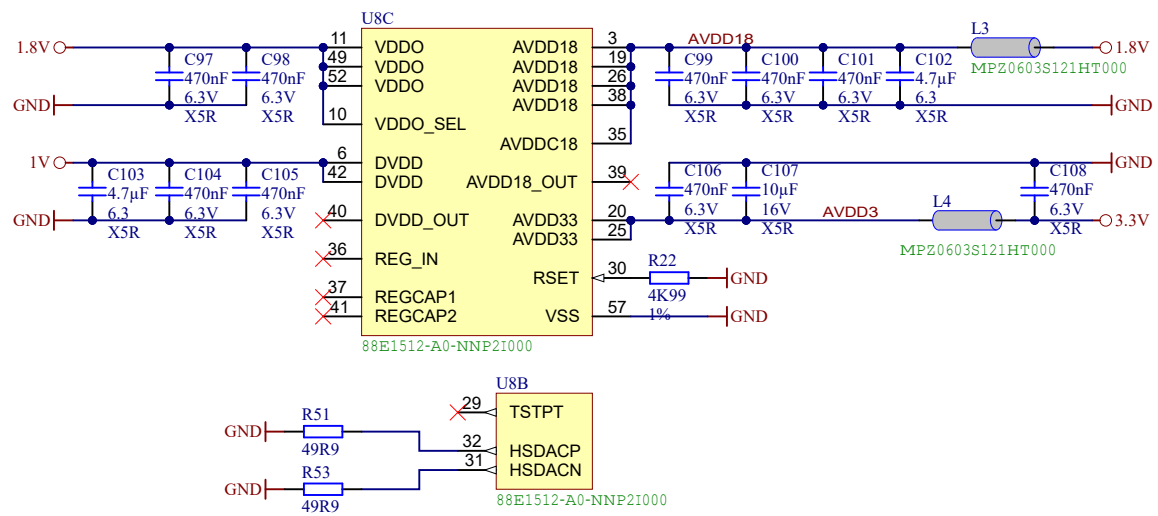 U8C
1.8V
C97
470nF
6.3V
X5R
C98
470nF
6.3V
X5R
GND
11 VDDO
49 VDDO
52 VDDO
10 VDDO_SEL
1V
C103
4.7µF
6.3
X5R
C104
470nF
6.3V
X5R
C105
470nF
6.3V
X5R
GND
6 DVDD
42 DVDD
40 DVDD_OUT
36 REG_IN
37 REGCAP1
41 REGCAP2
AVDD18 3
AVDD18 19
AVDD18 26
AVDD18 38
AVDDC18 35
AVDD18_OUT 39
AVDD33 20
AVDD33 25
RSET 30
VSS 57
88E1512-A0-NNP2I000
AVDD18
L3
MPZ0603S121HT000
1.8V
C99
470nF
6.3V
X5R
C100
470nF
6.3V
X5R
C101
470nF
6.3V
X5R
C102
4.7µF
6.3
X5R
GND
GND
C106
470nF
6.3V
X5R
C107
10µF
16V
X5R
C108
470nF
6.3V
X5R
AVDD3
L4
MPZ0603S121HT000
3.3V
R22
4K99
1%
GND
GND
U8B
29 TSTPT
32 HSDACP
31 HSDACN
88E1512-A0-NNP2I000
GND
R51
49R9
GND
R53
49R9